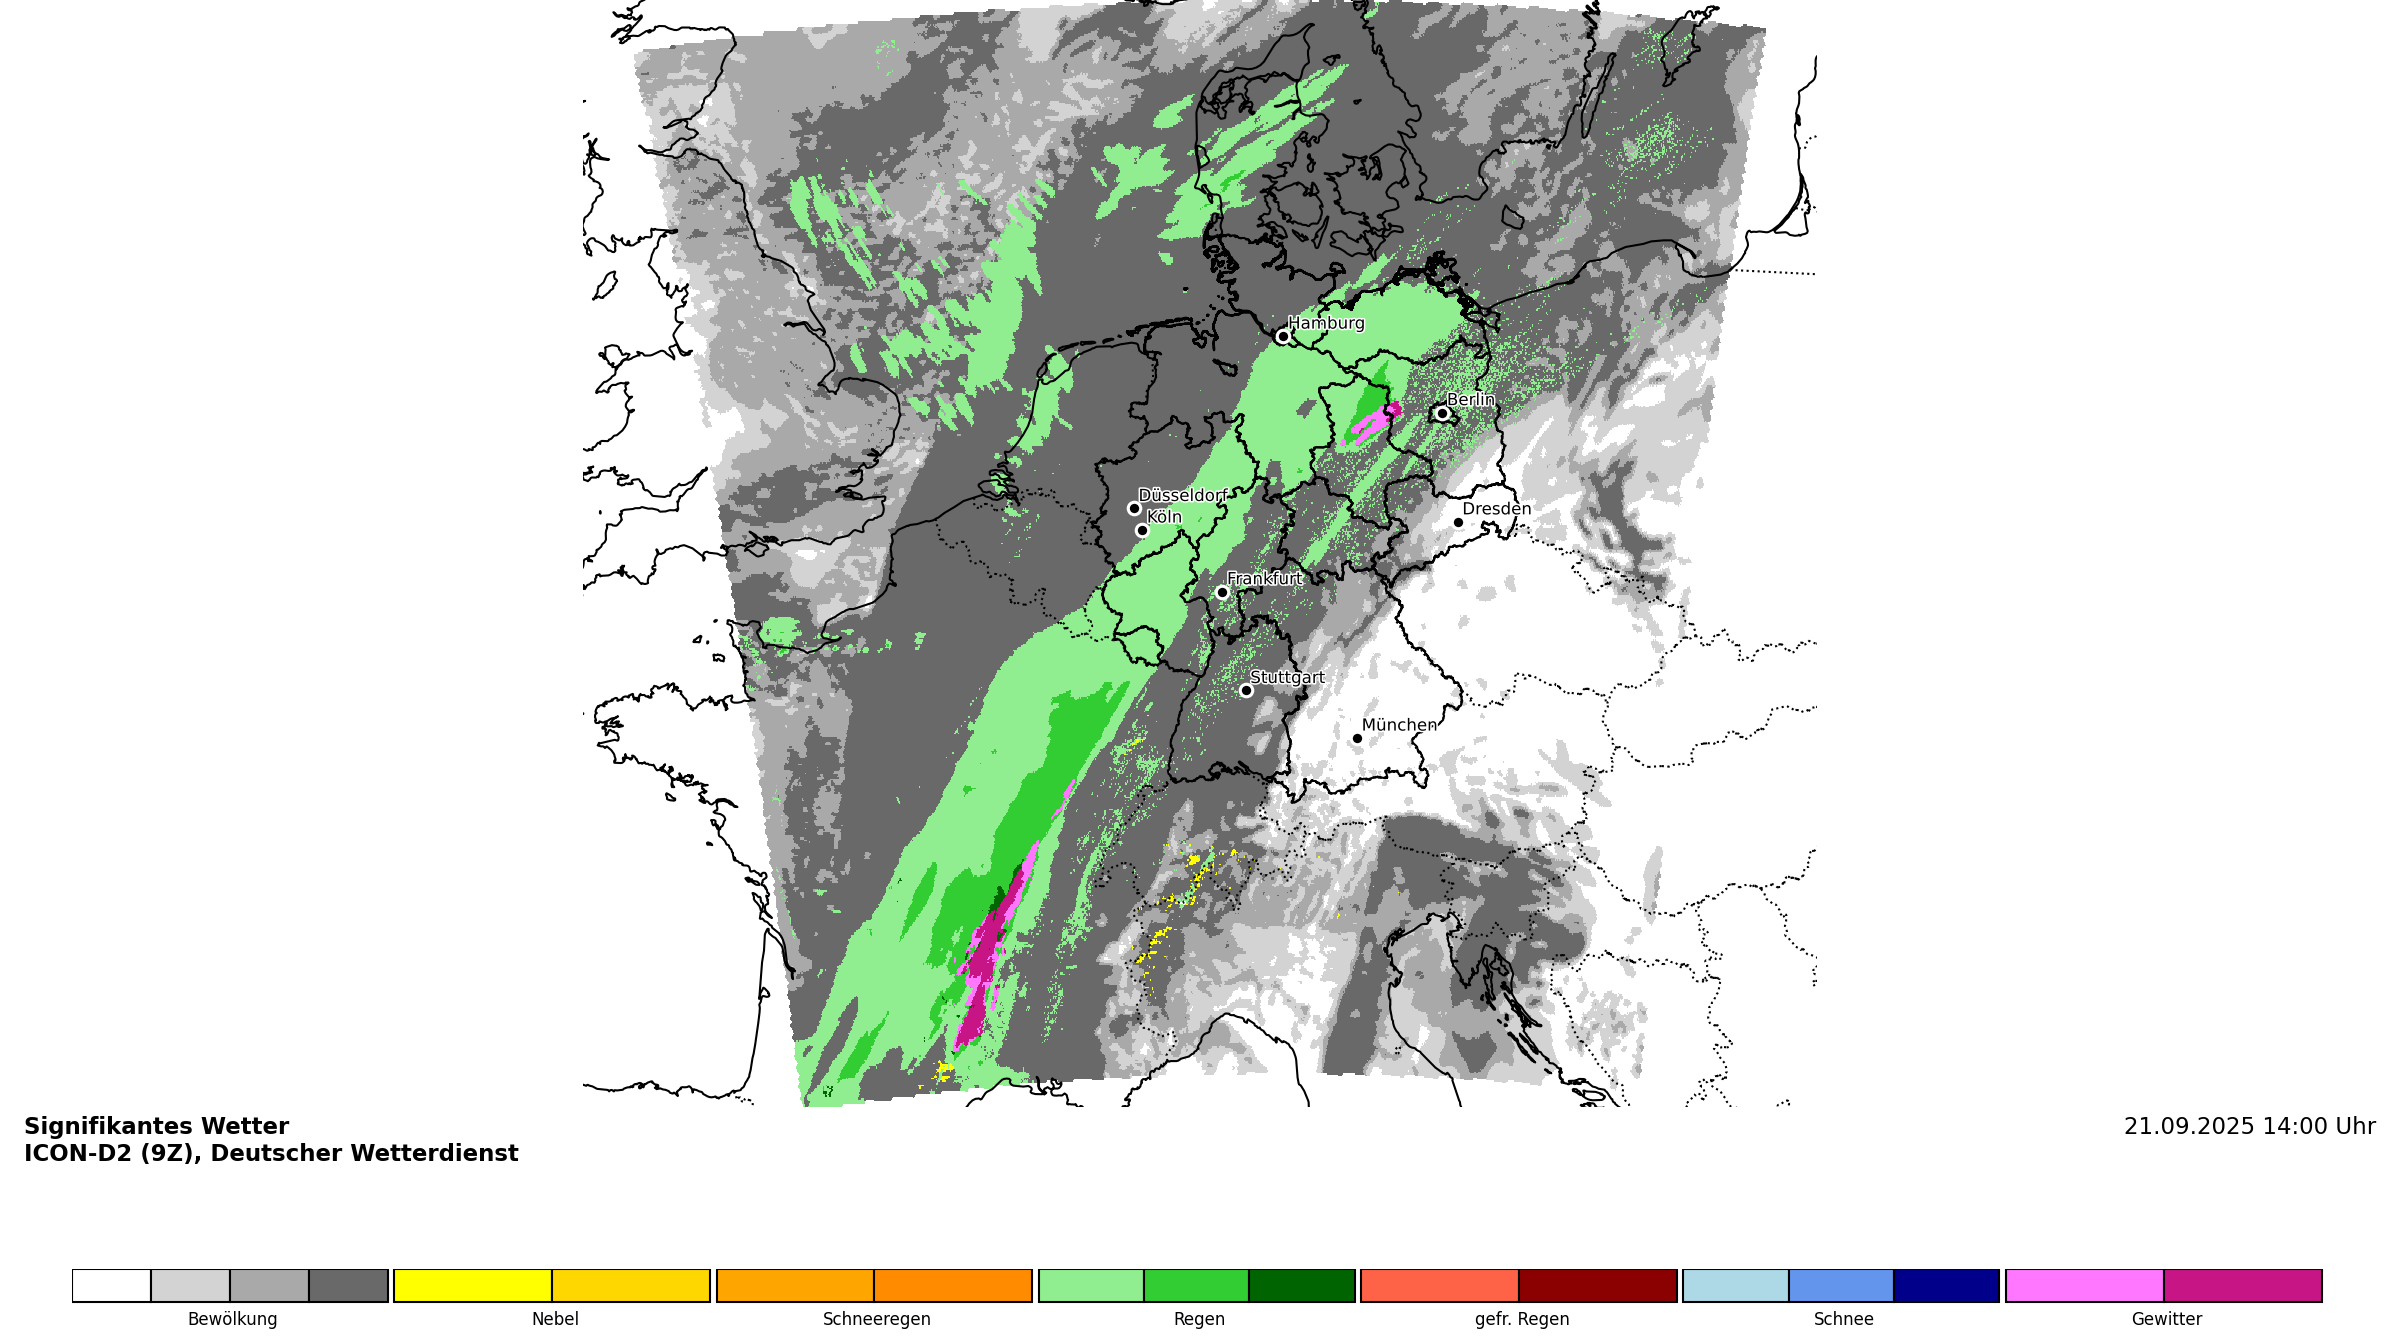 Hamburg
Berlin
Düsseldorf
Köln
Dresden
Frankfurt
Stuttgart
München
Signifikantes Wetter
ICON-D2 (9Z), Deutscher Wetterdienst
21.09.2025 14:00 Uhr
Bewölkung
Nebel
Schneeregen
Regen
gefr. Regen
Schnee
Gewitter